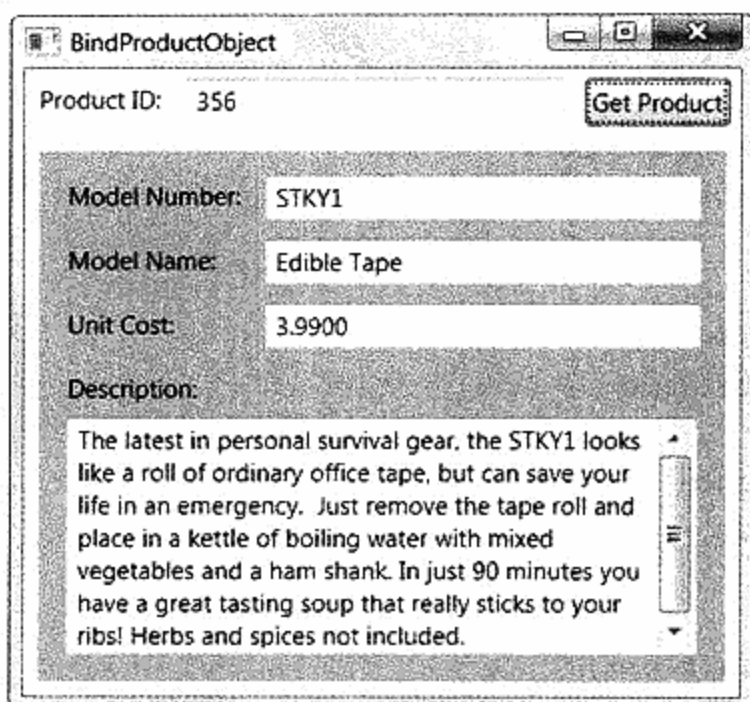 BindProductObject
Product ID: 356 Get Product
Model Number: STKY1
Model Name: Edible Tape
Unit Cost: 3.9900
Description:
The latest in personal survival gear, the STKY1 looks
like a roll of ordinary office tape, but can save your
life in an emergency.  Just remove the tape roll and
place in a kettle of boiling water with mixed
vegetables and a ham shank. In just 90 minutes you
have a great tasting soup that really sticks to your
ribs! Herbs and spices not included.